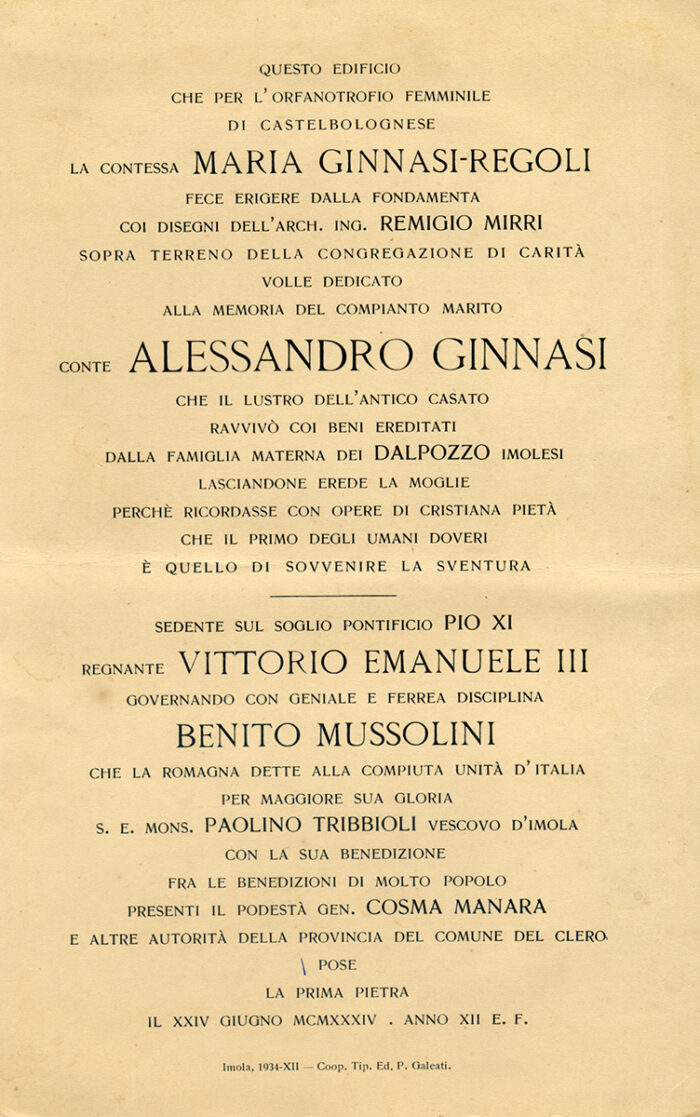 QUESTO EDIFICIO
CHE PER L'ORFANOTROFIO FEMMINILE
DI CASTELBOLOGNESE
LA CONTESSA MARIA GINNASI-REGOLI
FECE ERIGERE DALLA FONDAMENTA
COI DISEGNI DELL'ARCH. ING. REMIGIO MIRRI
SOPRA TERRENO DELLA CONGREGAZIONE DI CARITÀ
VOLLE DEDICATO
ALLA MEMORIA DEL COMPIANTO MARITO
CONTE ALESSANDRO GINNASI
CHE IL LUSTRO DELL'ANTICO CASATO
RAVVIVÒ COI BENI EREDITATI
DALLA FAMIGLIA MATERNA DEI DALPOZZO IMOLESI
LASCIANDONE EREDE LA MOGLIE
PERCHÈ RICORDASSE CON OPERE DI CRISTIANA PIETÀ
CHE IL PRIMO DEGLI UMANI DOVERI
È QUELLO DI SOVVENIRE LA SVENTURA
SEDENTE SUL SOGLIO PONTIFICIO PIO XI
REGNANTE VITTORIO EMANUELE III
GOVERNANDO CON GENIALE E FERREA DISCIPLINA
BENITO MUSSOLINI
CHE LA ROMAGNA DETTE ALLA COMPIUTA UNITÀ D'ITALIA
PER MAGGIORE SUA GLORIA
S. E. MONS. PAOLINO TRIBBIOLI VESCOVO D'IMOLA
CON LA SUA BENEDIZIONE
FRA LE BENEDIZIONI DI MOLTO POPOLO
PRESENTI IL PODESTÀ GEN. COSMA MANARA
E ALTRE AUTORITÀ DELLA PROVINCIA DEL COMUNE DEL CLERO
POSE
LA PRIMA PIETRA
IL XXIV GIUGNO MCMXXXIV . ANNO XII E. F.
Imola, 1934-XII — Coop. Tip. Ed. P. Galeati.